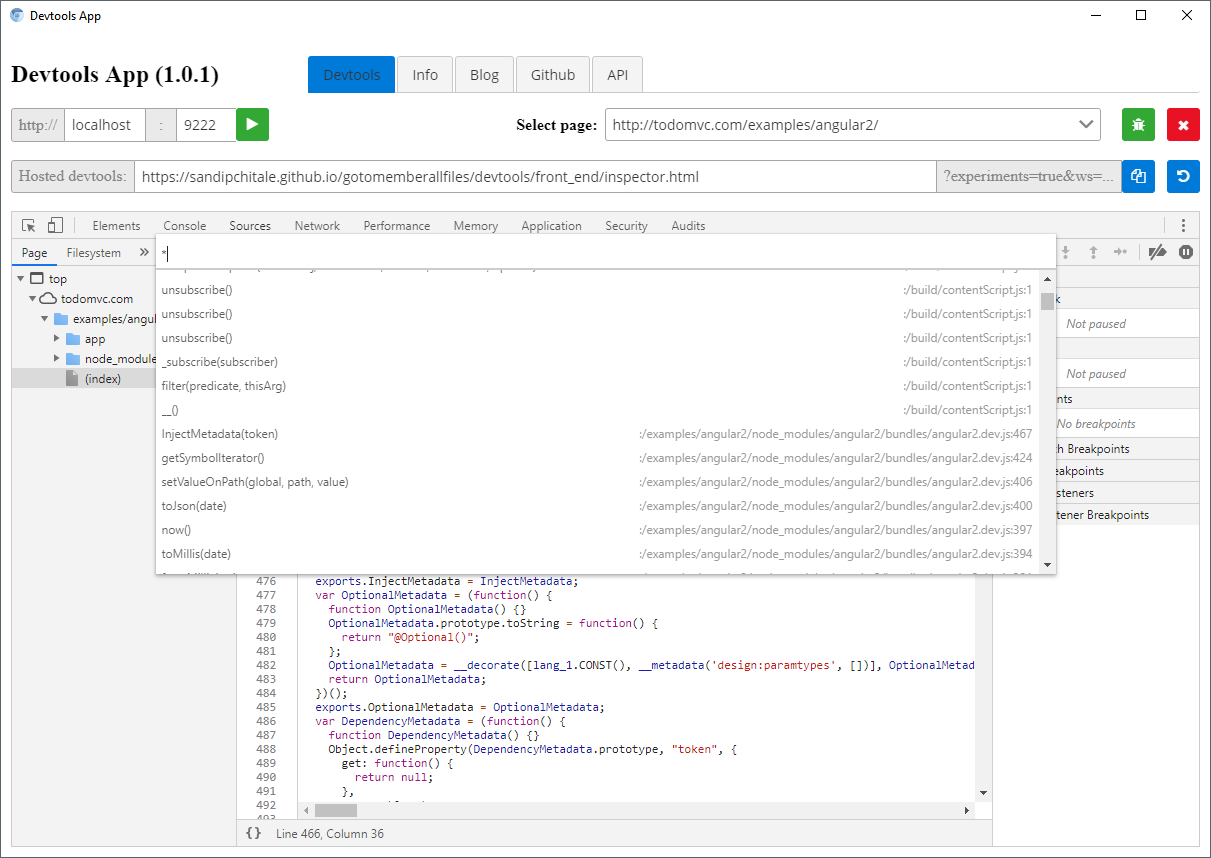 Devtools App
Devtools App (1.0.1)
Devtools Info Blog Github API
http:// localhost : 9222
Select page: http://todomvc.com/examples/angular2/
Hosted devtools: https://sandipchitale.github.io/gotomemberallfiles/devtools/front_end/inspector.html ?experiments=true&ws=...
Elements Console Sources Network Performance Memory Application Security Audits
Page Filesystem »
*
top
todomvc.com
examples/angul
app
node_module
(index)
unsubscribe() :/build/contentScript.js:1
unsubscribe() :/build/contentScript.js:1
unsubscribe() :/build/contentScript.js:1
_subscribe(subscriber) :/build/contentScript.js:1
filter(predicate, thisArg) :/build/contentScript.js:1
__() :/build/contentScript.js:1
InjectMetadata(token) :/examples/angular2/node_modules/angular2/bundles/angular2.dev.js:467
getSymbolIterator() :/examples/angular2/node_modules/angular2/bundles/angular2.dev.js:424
setValueOnPath(global, path, value) :/examples/angular2/node_modules/angular2/bundles/angular2.dev.js:406
toJson(date) :/examples/angular2/node_modules/angular2/bundles/angular2.dev.js:400
now() :/examples/angular2/node_modules/angular2/bundles/angular2.dev.js:397
toMillis(date) :/examples/angular2/node_modules/angular2/bundles/angular2.dev.js:394
k
Not paused
Not paused
nts
No breakpoints
h Breakpoints
eakpoints
steners
tener Breakpoints
476 exports.InjectMetadata = InjectMetadata;
477 var OptionalMetadata = (function() {
478 function OptionalMetadata() {}
479 OptionalMetadata.prototype.toString = function() {
480 return "@Optional()";
481 };
482 OptionalMetadata = __decorate([lang_1.CONST(), __metadata('design:paramtypes', [])], OptionalMetad
483 return OptionalMetadata;
484 })();
485 exports.OptionalMetadata = OptionalMetadata;
486 var DependencyMetadata = (function() {
487 function DependencyMetadata() {}
488 Object.defineProperty(DependencyMetadata.prototype, "token", {
489 get: function() {
490 return null;
491 },
492
493
{} Line 466, Column 36